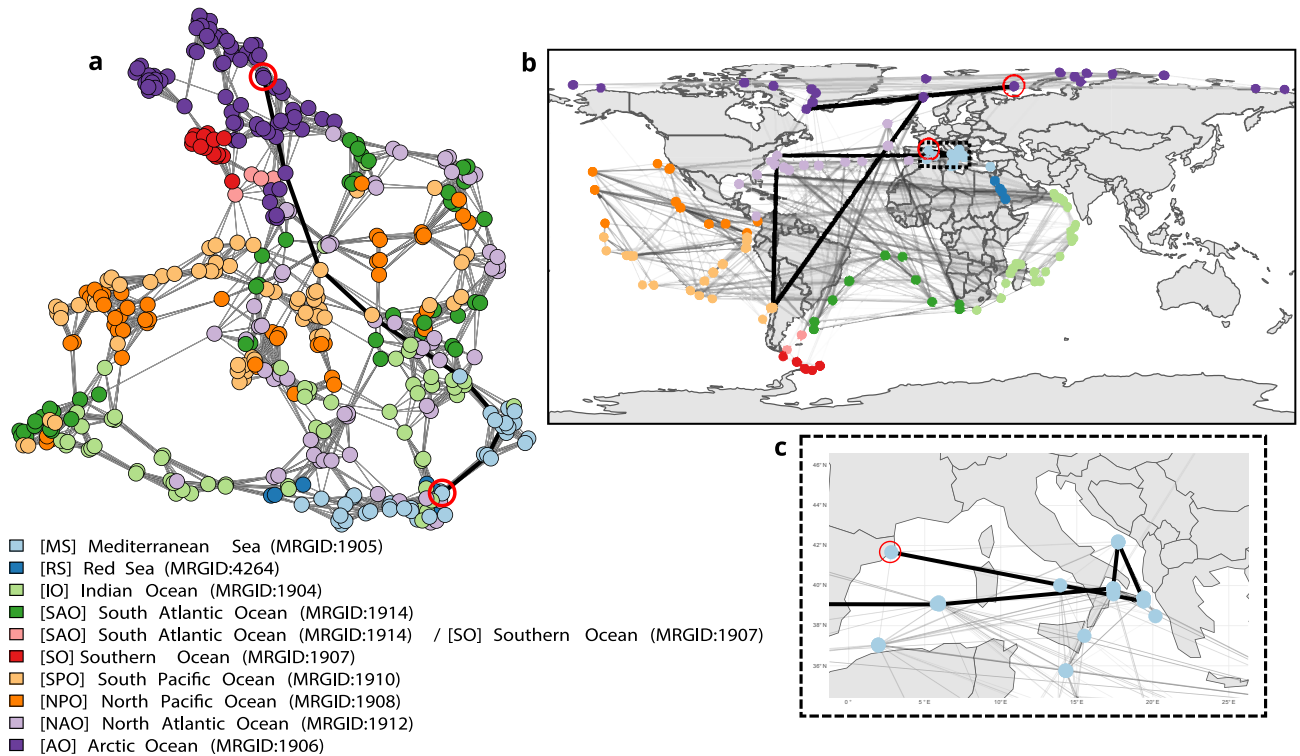 a
b
c
46° N
44° N
42° N
40° N
38° N
36° N
0 °
5 °E
10°E
15°E
20°E
25°E
[MS] Mediterranean Sea (MRGID:1905)
[RS] Red Sea (MRGID:4264)
[IO] Indian Ocean (MRGID:1904)
[SAO] South Atlantic Ocean (MRGID:1914)
[SAO] South Atlantic Ocean (MRGID:1914) / [SO] Southern Ocean (MRGID:1907)
[SO] Southern Ocean (MRGID:1907)
[SPO] South Pacific Ocean (MRGID:1910)
[NPO] North Pacific Ocean (MRGID:1908)
[NAO] North Atlantic Ocean (MRGID:1912)
[AO] Arctic Ocean (MRGID:1906)